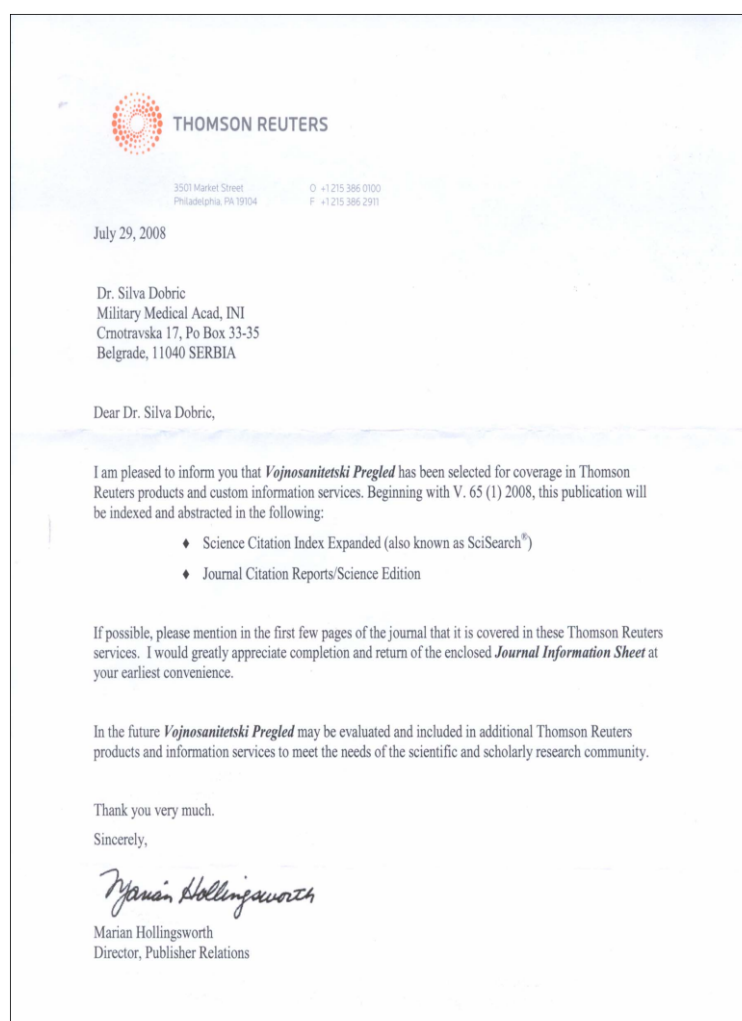 THOMSON REUTERS
3501 Market Street O +1 215 386 0100
Philadelphia, PA 19104 F +1 215 386 2911
July 29, 2008
Dr. Silva Dobric
Military Medical Acad, INI
Crnotravska 17, Po Box 33-35
Belgrade, 11040 SERBIA
Dear Dr. Silva Dobric,
I am pleased to inform you that Vojnosanitetski Pregled has been selected for coverage in Thomson
Reuters products and custom information services. Beginning with V. 65 (1) 2008, this publication will
be indexed and abstracted in the following:
♦ Science Citation Index Expanded (also known as SciSearch®)
♦ Journal Citation Reports/Science Edition
If possible, please mention in the first few pages of the journal that it is covered in these Thomson Reuters
services. I would greatly appreciate completion and return of the enclosed Journal Information Sheet at
your earliest convenience.
In the future Vojnosanitetski Pregled may be evaluated and included in additional Thomson Reuters
products and information services to meet the needs of the scientific and scholarly research community.
Thank you very much.
Sincerely,
Marian Hollingsworth
Marian Hollingsworth
Director, Publisher Relations